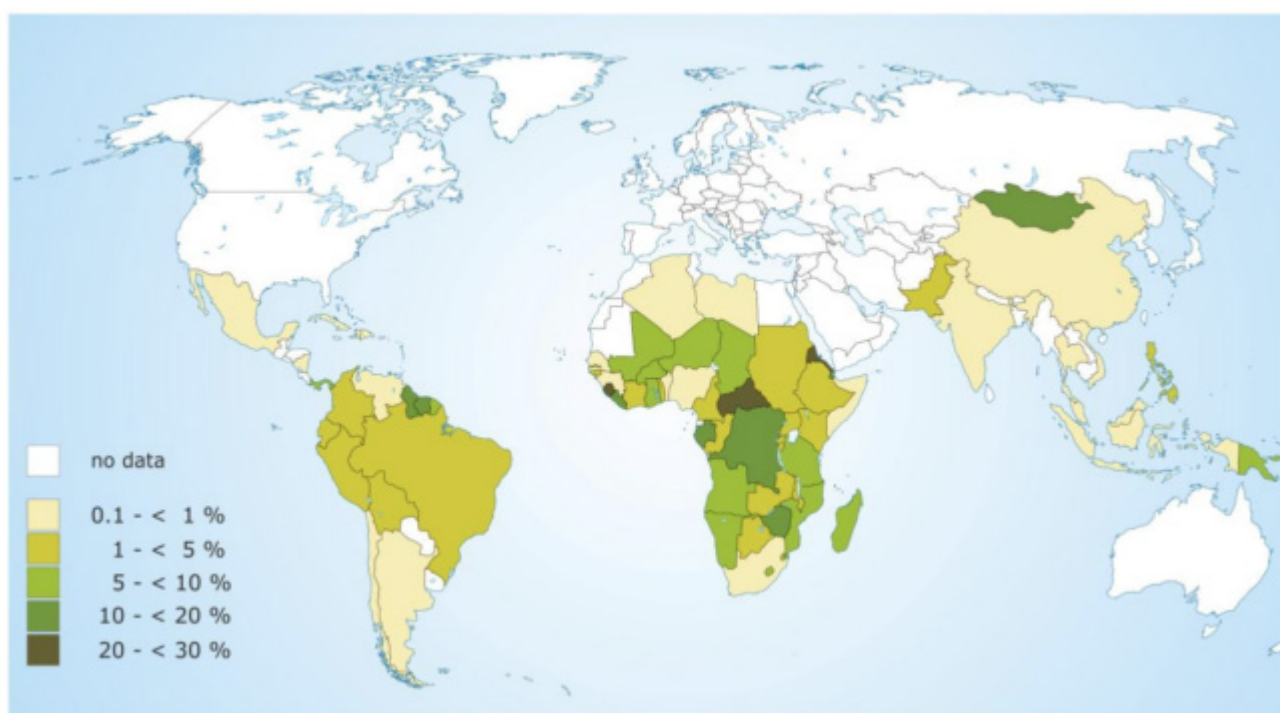 no data
0.1 - < 1 %
1 - < 5 %
5 - < 10 %
10 - < 20 %
20 - < 30 %